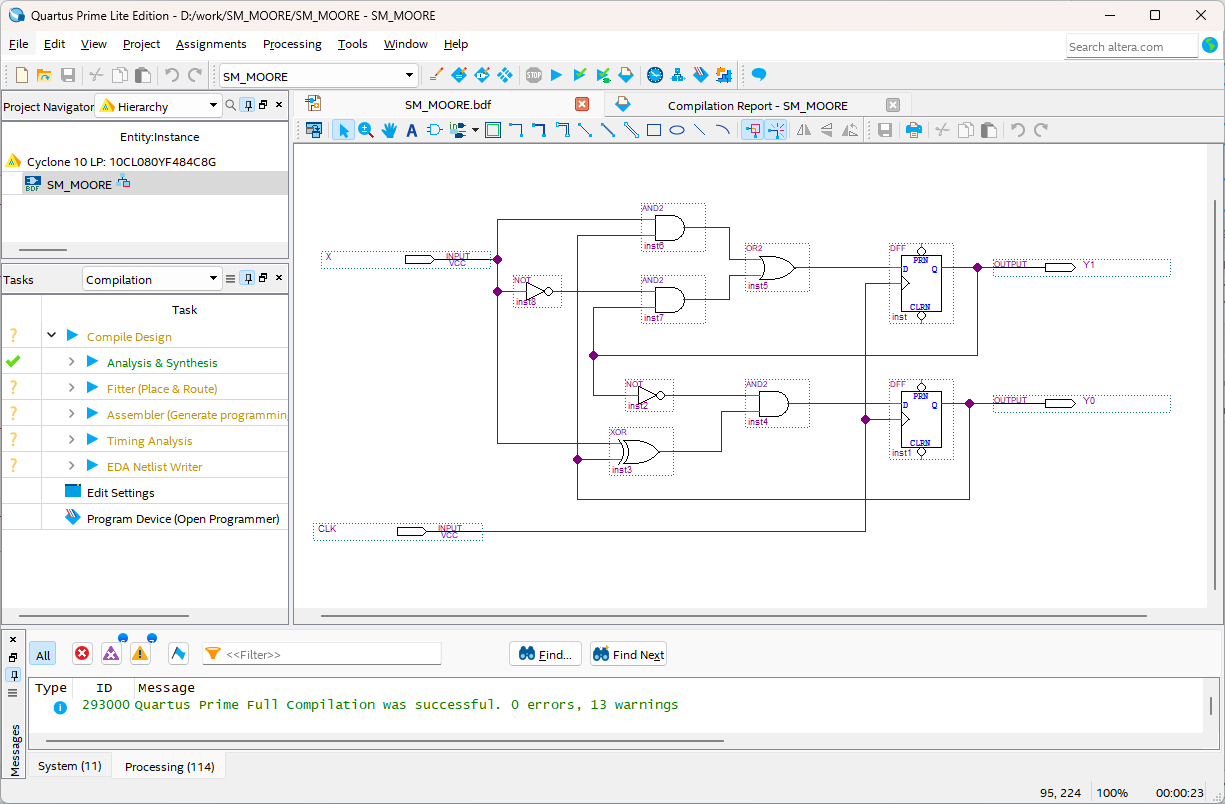 Quartus Prime Lite Edition - D:/work/SM_MOORE/SM_MOORE - SM_MOORE
File Edit View Project Assignments Processing Tools Window Help
Search altera.com
STOP
SM_MOORE
Project Navigator
Hierarchy
Entity:Instance
Cyclone 10 LP: 10CL080YF484C8G
BDF
SM_MOORE
Tasks
Compilation
Task
Compile Design
Analysis & Synthesis
Fitter (Place & Route)
Assembler (Generate programmin
Timing Analysis
EDA Netlist Writer
Edit Settings
Program Device (Open Programmer)
SM_MOORE.bdf
Compilation Report - SM_MOORE
A
AND2
inst6
X
INPUT
VCC
OR2
inst5
DFF
PRN
D
Q
CLRN
inst
OUTPUT
Y1
NOT
inst8
AND2
inst7
NOT
inst2
AND2
inst4
DFF
PRN
D
Q
CLRN
inst1
OUTPUT
Y0
XOR
inst3
CLK
INPUT
VCC
All
<<Filter>>
Find...
Find Next
Type ID Message
293000 Quartus Prime Full Compilation was successful. 0 errors, 13 warnings
Messages
System (11)
Processing (114)
95, 224
100%
00:00:23